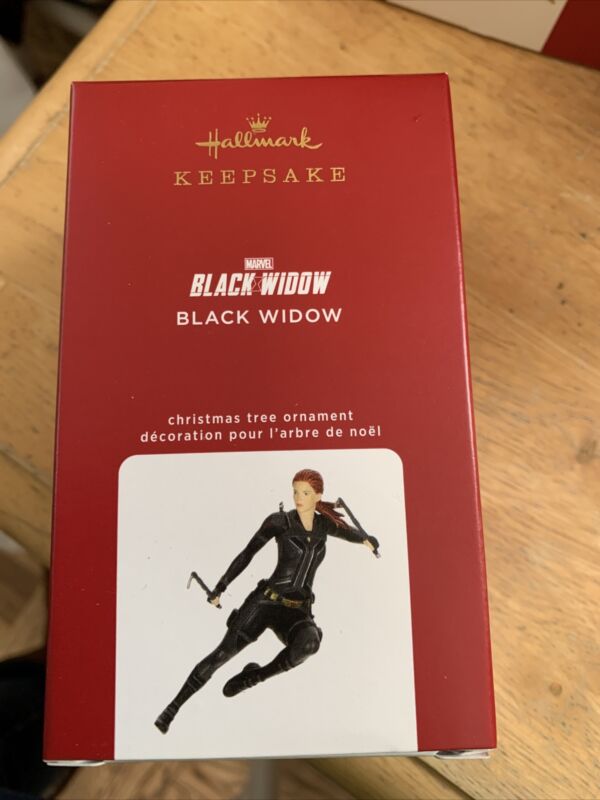 Hallmark
KEEPSAKE
MARVEL
BLACK WIDOW
BLACK WIDOW
christmas tree ornament
décoration pour l'arbre de noël